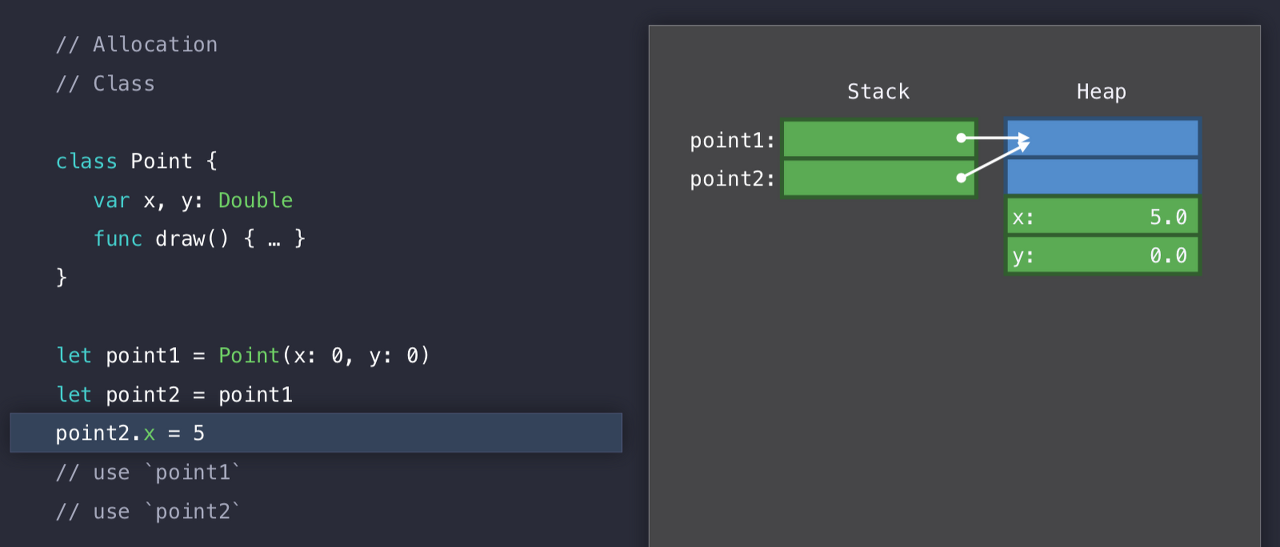 // Allocation
// Class
class Point {
var x, y: Double
func draw() { … }
}
let point1 = Point(x: 0, y: 0)
let point2 = point1
point2.x = 5
// use `point1`
// use `point2`
Stack Heap
point1:
point2:
x: 5.0
y: 0.0